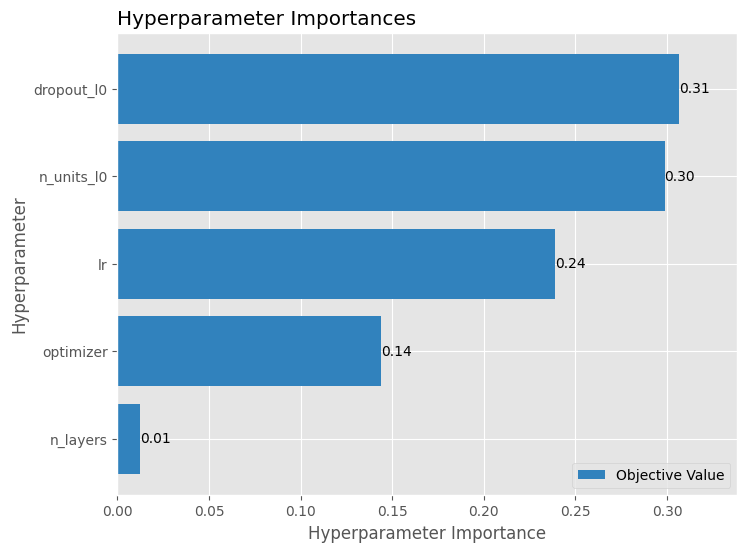 Hyperparameter Importances
Hyperparameter
dropout_l0
0.31
n_units_l0
0.30
lr
0.24
optimizer
0.14
n_layers
0.01
Objective Value
0.00 0.05 0.10 0.15 0.20 0.25 0.30
Hyperparameter Importance